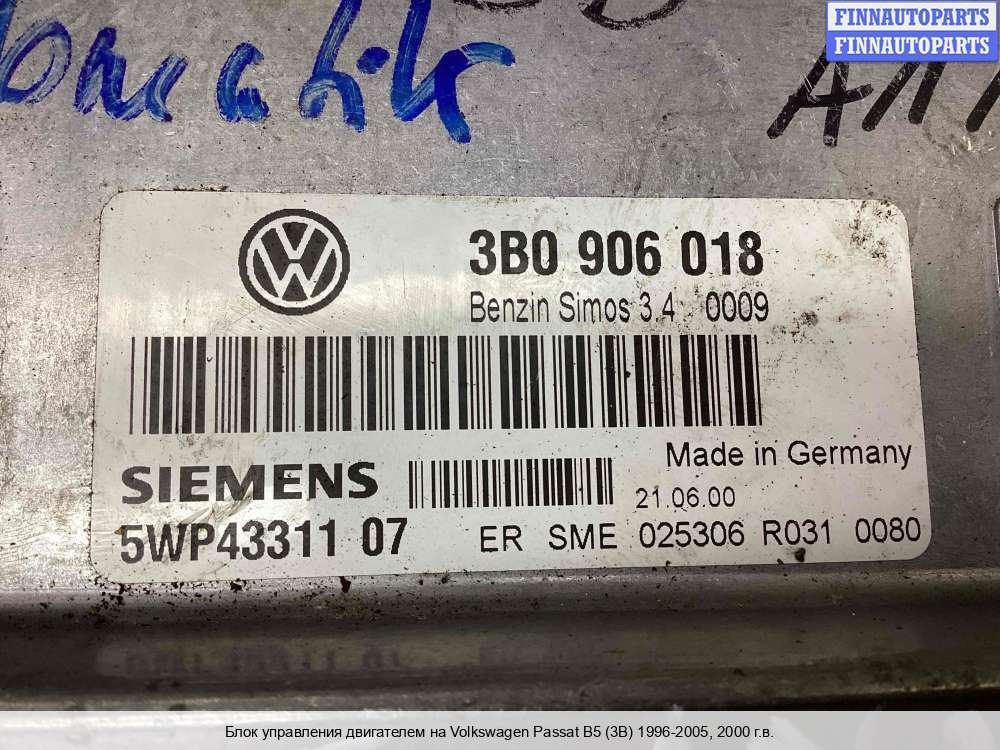 FINNAUTOPARTS
FINNAUTOPARTS
3B0 906 018
Benzin Simos 3.4 0009
Made in Germany
SIEMENS
21.06.00
5WP43311 07
ER SME 025306 R031 0080
Блок управления двигателем на Volkswagen Passat B5 (3B) 1996-2005, 2000 г.в.